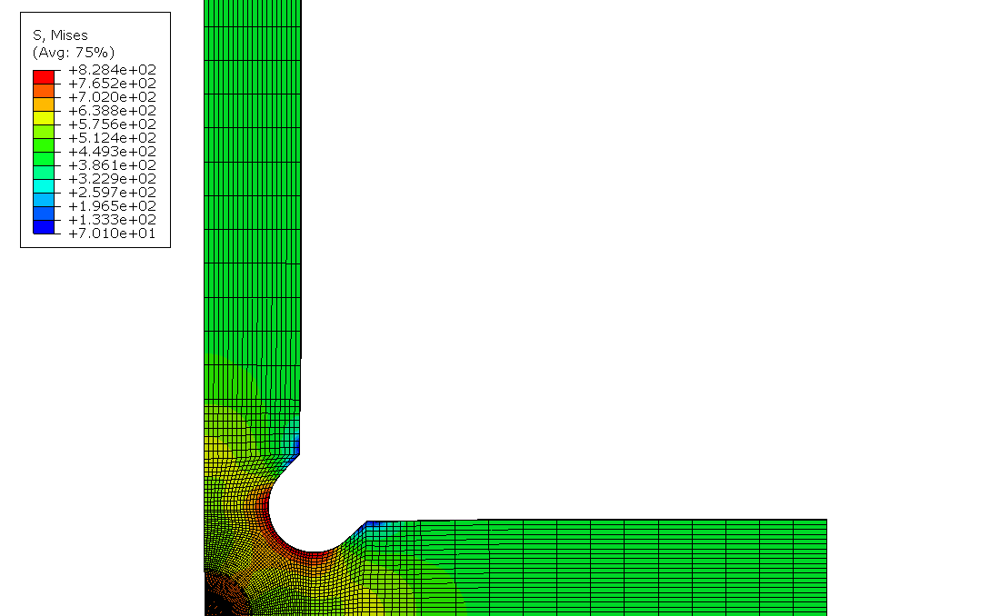 S, Mises
(Avg: 75%)
+8.284e+02
+7.652e+02
+7.020e+02
+6.388e+02
+5.756e+02
+5.124e+02
+4.493e+02
+3.861e+02
+3.229e+02
+2.597e+02
+1.965e+02
+1.333e+02
+7.010e+01